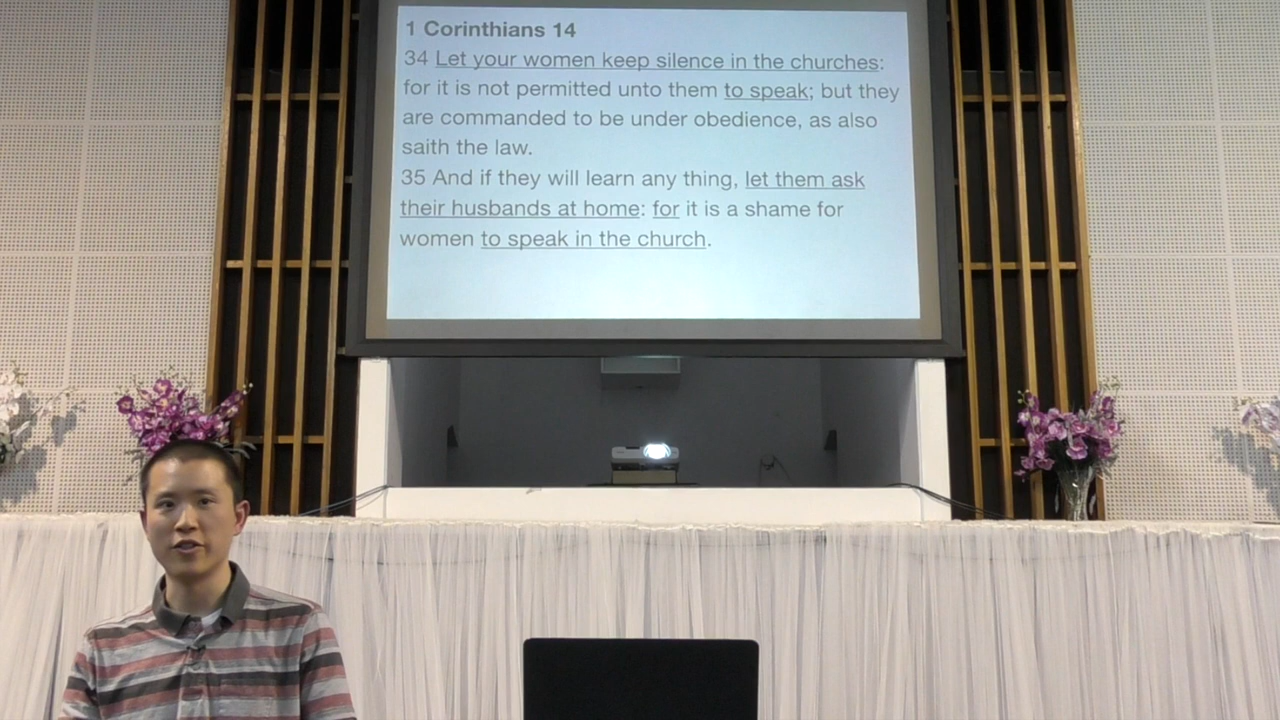 1 Corinthians 14
34 Let your women keep silence in the churches:
for it is not permitted unto them to speak; but they
are commanded to be under obedience, as also
saith the law.
35 And if they will learn any thing, let them ask
their husbands at home: for it is a shame for
women to speak in the church.